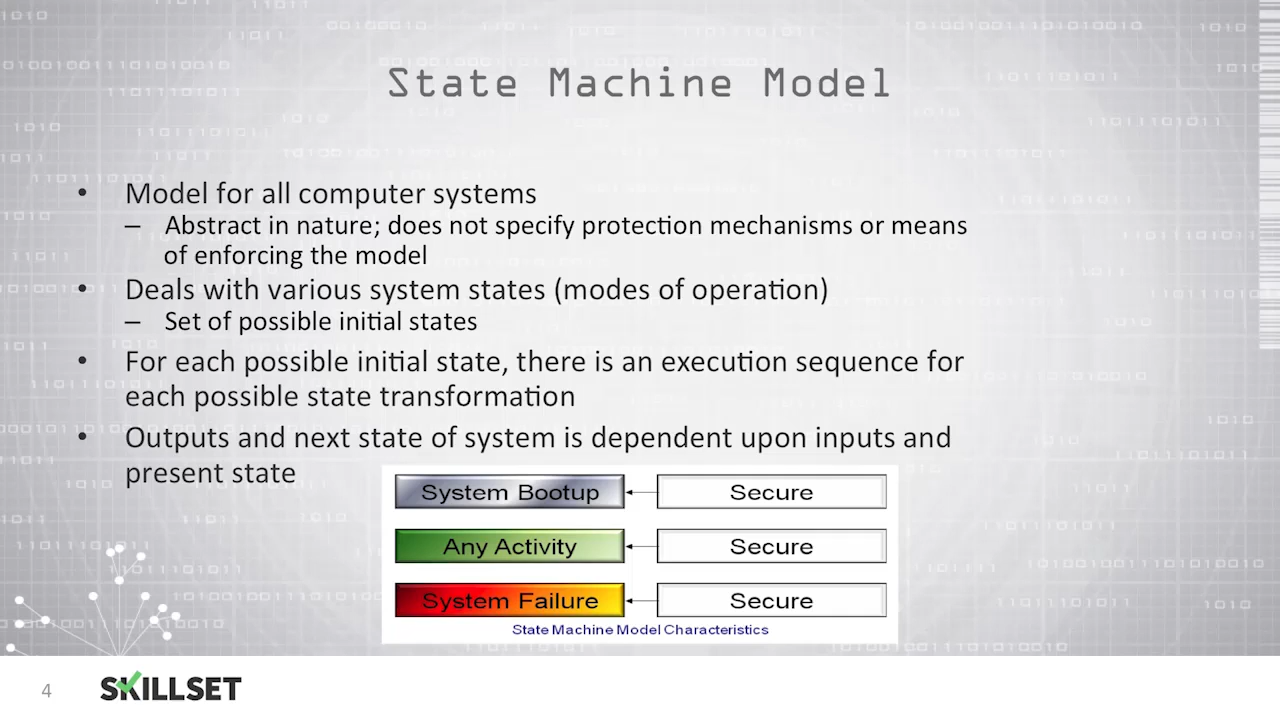 State Machine Model
• Model for all computer systems
– Abstract in nature; does not specify protection mechanisms or means
of enforcing the model
• Deals with various system states (modes of operation)
– Set of possible initial states
• For each possible initial state, there is an execution sequence for
each possible state transformation
• Outputs and next state of system is dependent upon inputs and
present state
System Bootup Secure
Any Activity Secure
System Failure Secure
State Machine Model Characteristics
4 SKILLSET